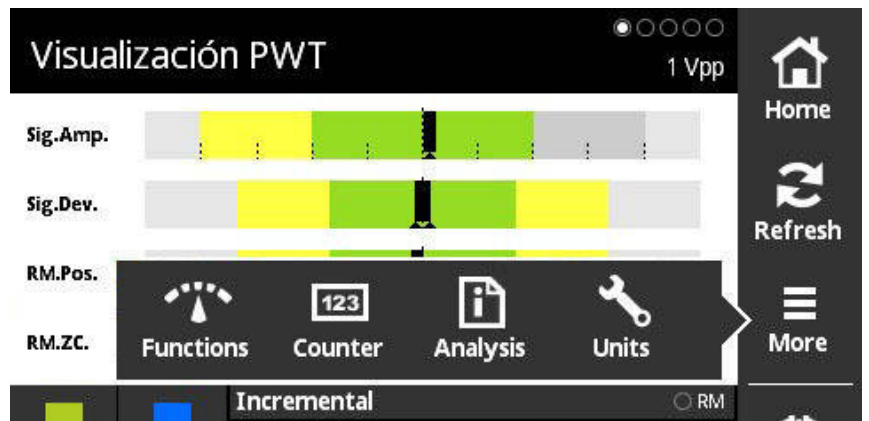 Visualización PWT
1 Vpp
Sig.Amp.
Sig.Dev.
RM.Pos.
RM.ZC.
Functions
123
Counter
Analysis
Units
Incremental
RM
Home
Refresh
More